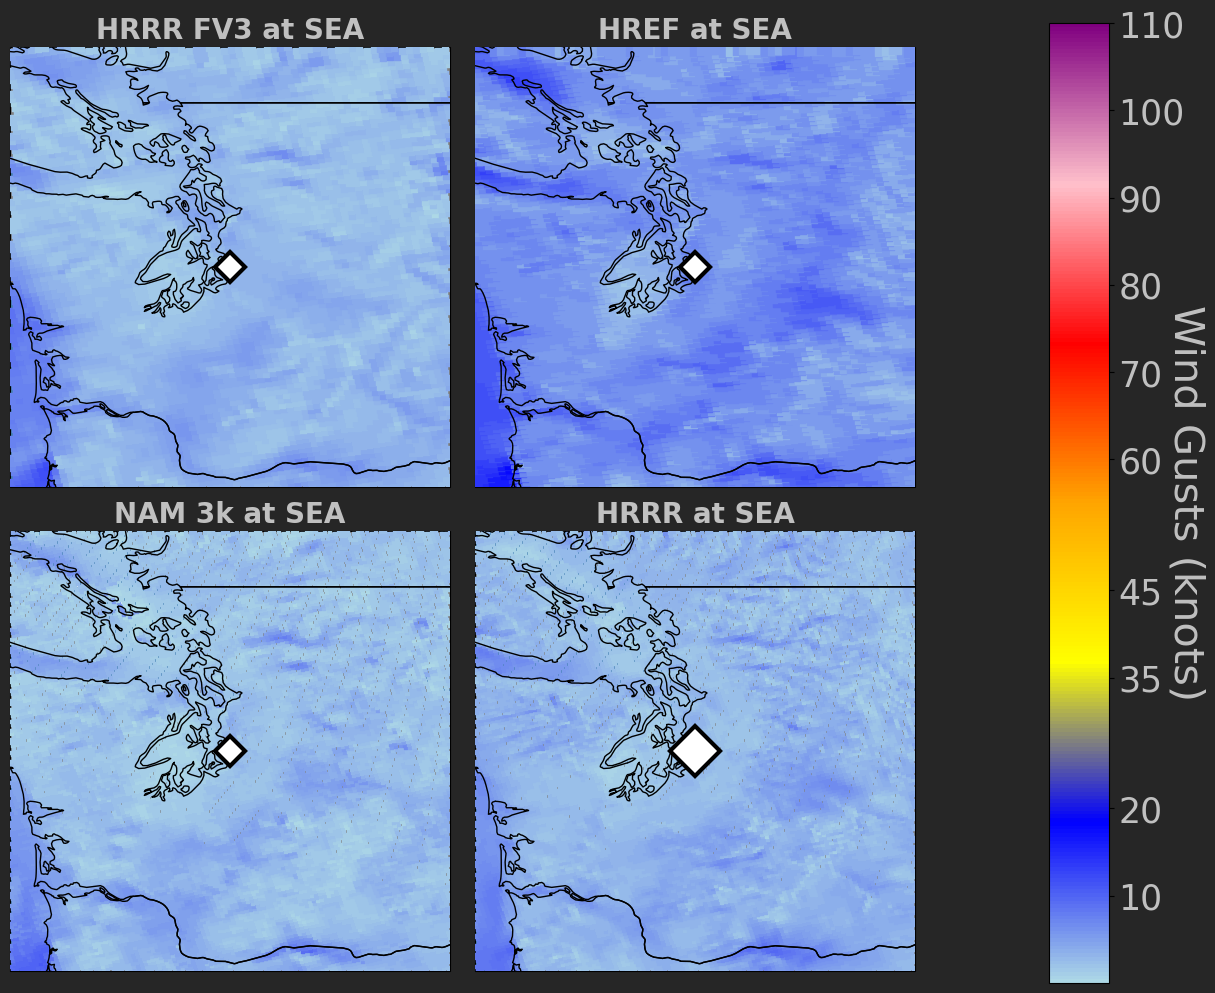 HRRR FV3 at SEA
HREF at SEA
NAM 3k at SEA
HRRR at SEA
110
100
90
80
70
60
45
35
20
10
Wind Gusts (knots)